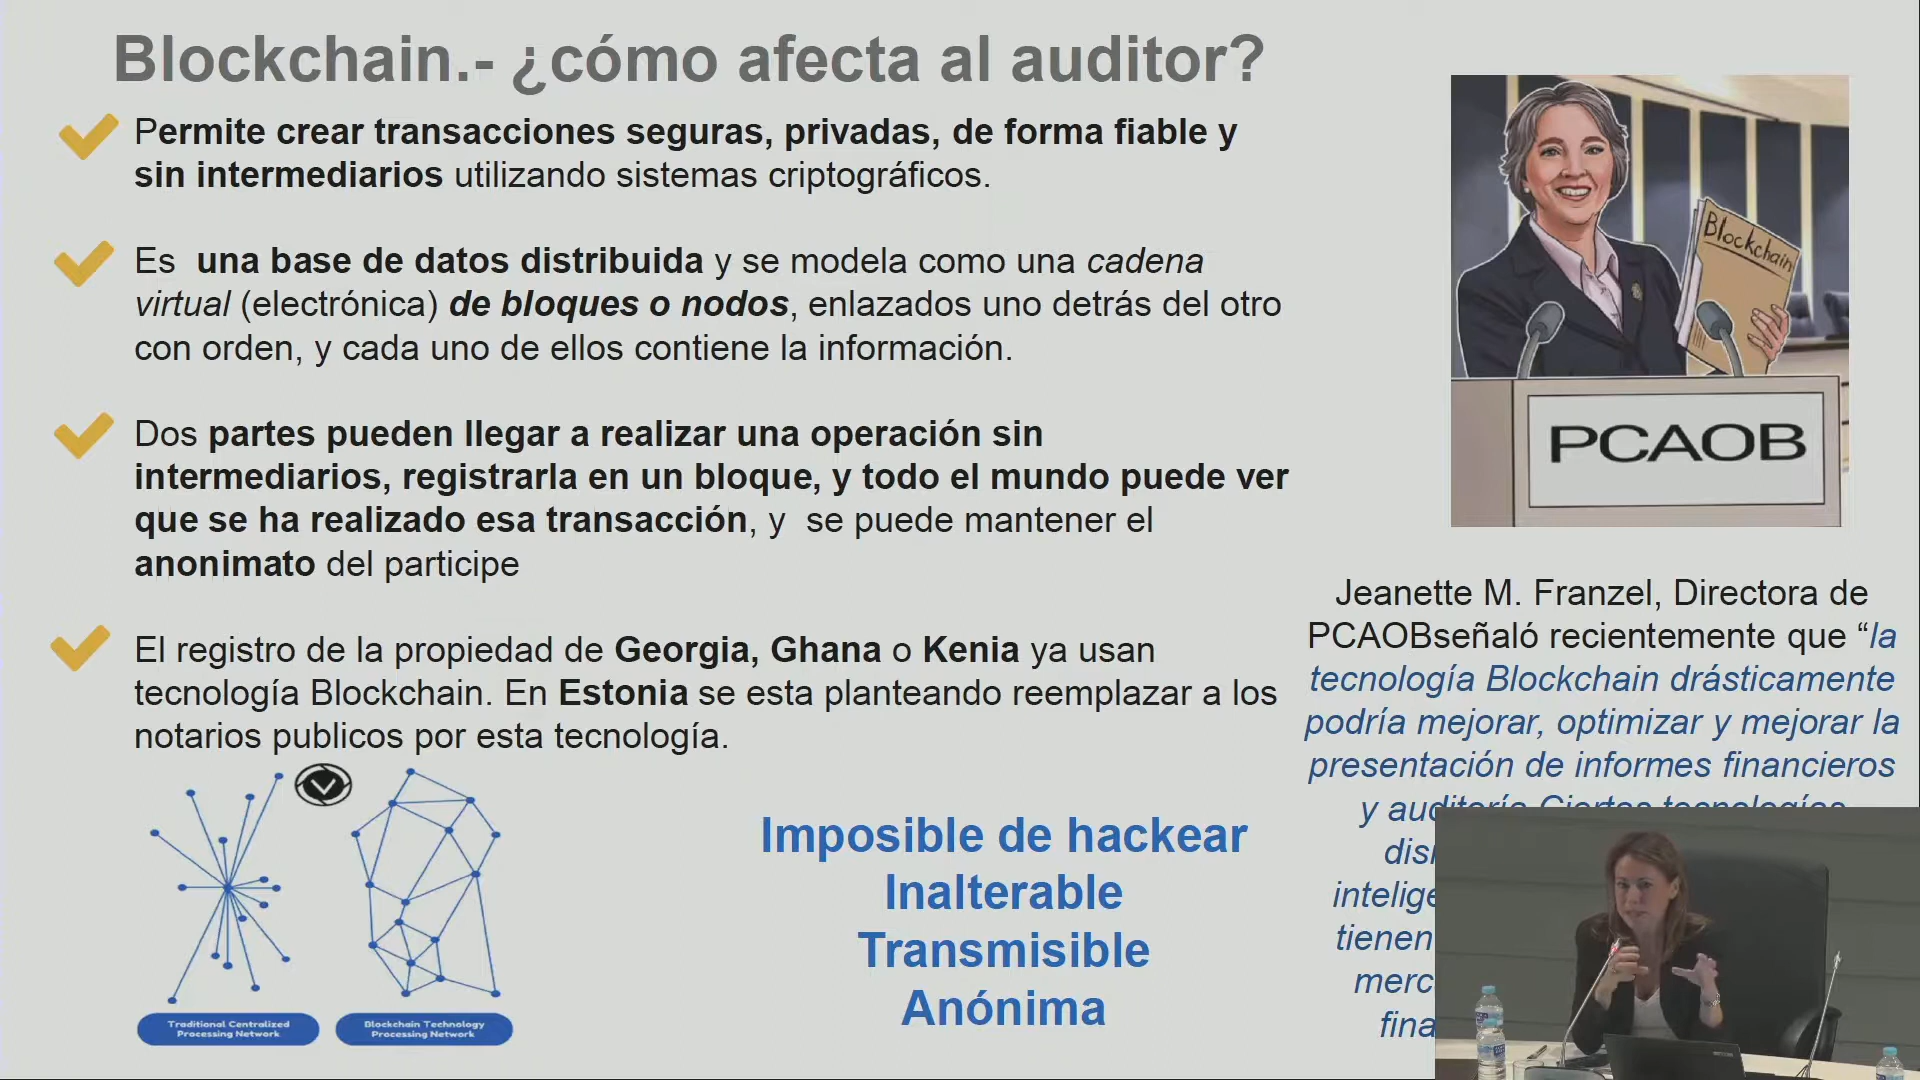 Blockchain.- ¿cómo afecta al auditor?
Permite crear transacciones seguras, privadas, de forma fiable y
sin intermediarios utilizando sistemas criptográficos.
Es una base de datos distribuida y se modela como una cadena
virtual (electrónica) de bloques o nodos, enlazados uno detrás del otro
con orden, y cada uno de ellos contiene la información.
Dos partes pueden llegar a realizar una operación sin
intermediarios, registrarla en un bloque, y todo el mundo puede ver
que se ha realizado esa transacción, y se puede mantener el
anonimato del participe
El registro de la propiedad de Georgia, Ghana o Kenia ya usan
tecnología Blockchain. En Estonia se esta planteando reemplazar a los
notarios publicos por esta tecnología.
Traditional Centralized
Processing Network
Blockchain Technology
Processing Network
Imposible de hackear
Inalterable
Transmisible
Anónima
Blockchain
PCAOB
Jeanette M. Franzel, Directora de
PCAOBseñaló recientemente que “la
tecnología Blockchain drásticamente
podría mejorar, optimizar y mejorar la
presentación de informes financieros
y auditoría Ciertas tecnologías
tienen